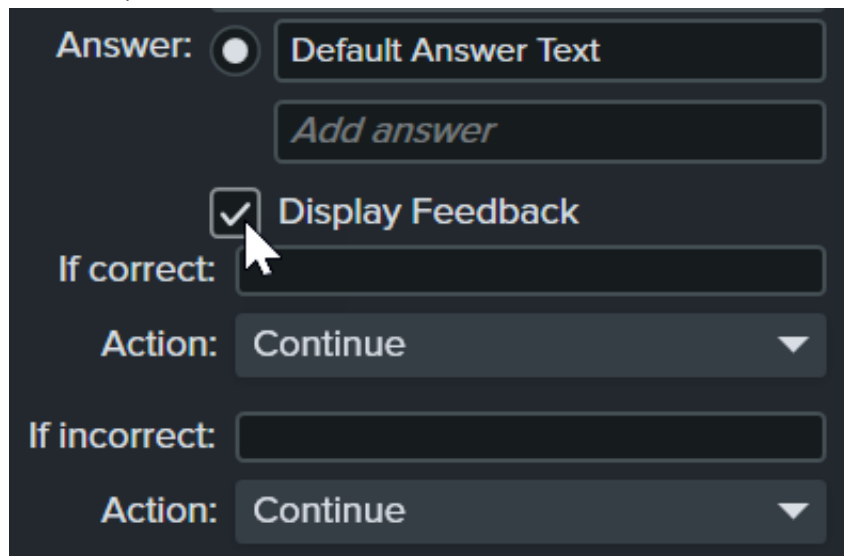 Answer: Default Answer Text
Add answer
Display Feedback
If correct:
Action: Continue
If incorrect:
Action: Continue